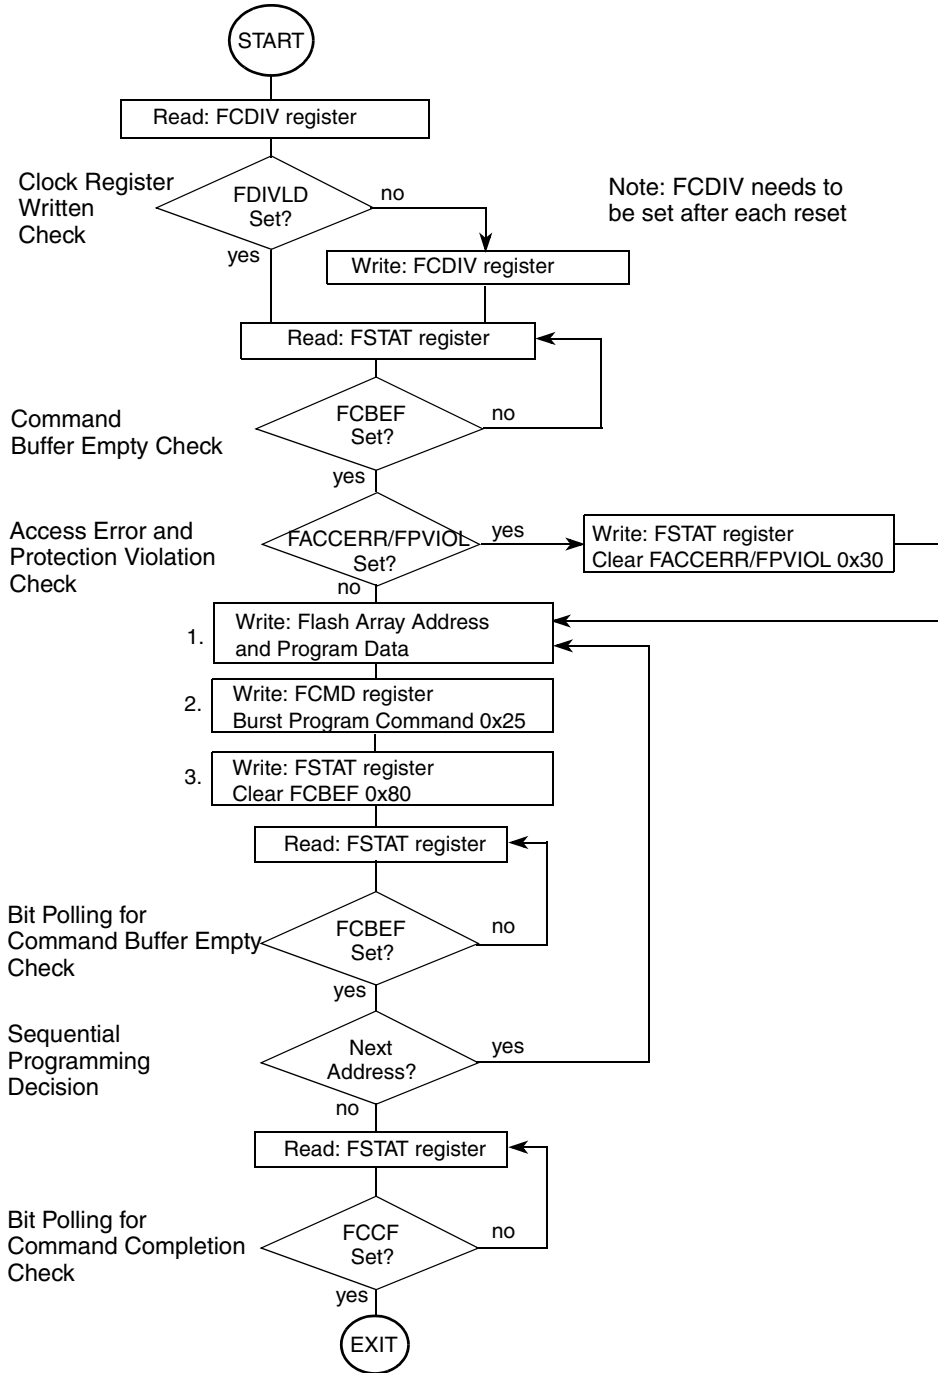 START
Read: FCDIV register
Clock Register
Written
Check
FDIVLD
Set?
no
yes
Note: FCDIV needs to
be set after each reset
Write: FCDIV register
Read: FSTAT register
Command
Buffer Empty Check
FCBEF
Set?
no
yes
Access Error and
Protection Violation
Check
FACCERR/FPVIOL
Set?
yes
no
Write: FSTAT register
Clear FACCERR/FPVIOL 0x30
1.
Write: Flash Array Address
and Program Data
2.
Write: FCMD register
Burst Program Command 0x25
3.
Write: FSTAT register
Clear FCBEF 0x80
Read: FSTAT register
Bit Polling for
Command Buffer Empty
Check
FCBEF
Set?
no
yes
Sequential
Programming
Decision
Next
Address?
yes
no
Read: FSTAT register
Bit Polling for
Command Completion
Check
FCCF
Set?
no
yes
EXIT